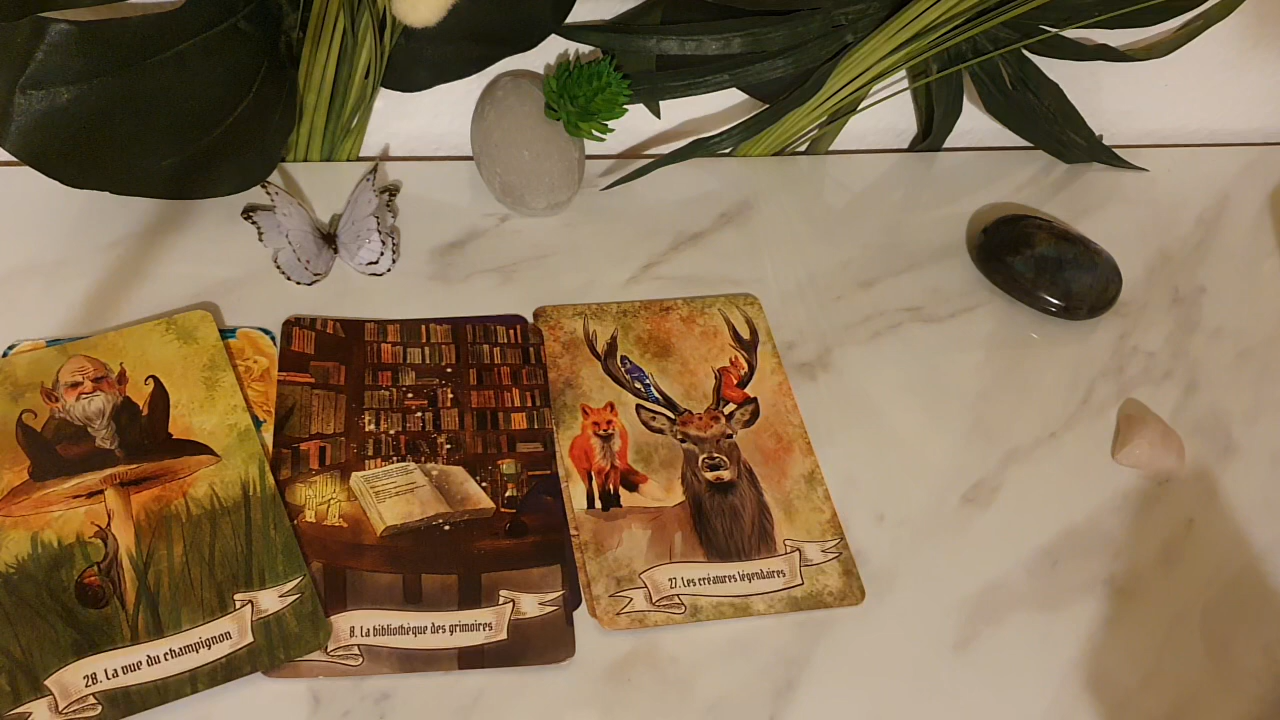 28. La vue du champignon
8. La bibliothèque des grimoires
27. Les créatures légendaires